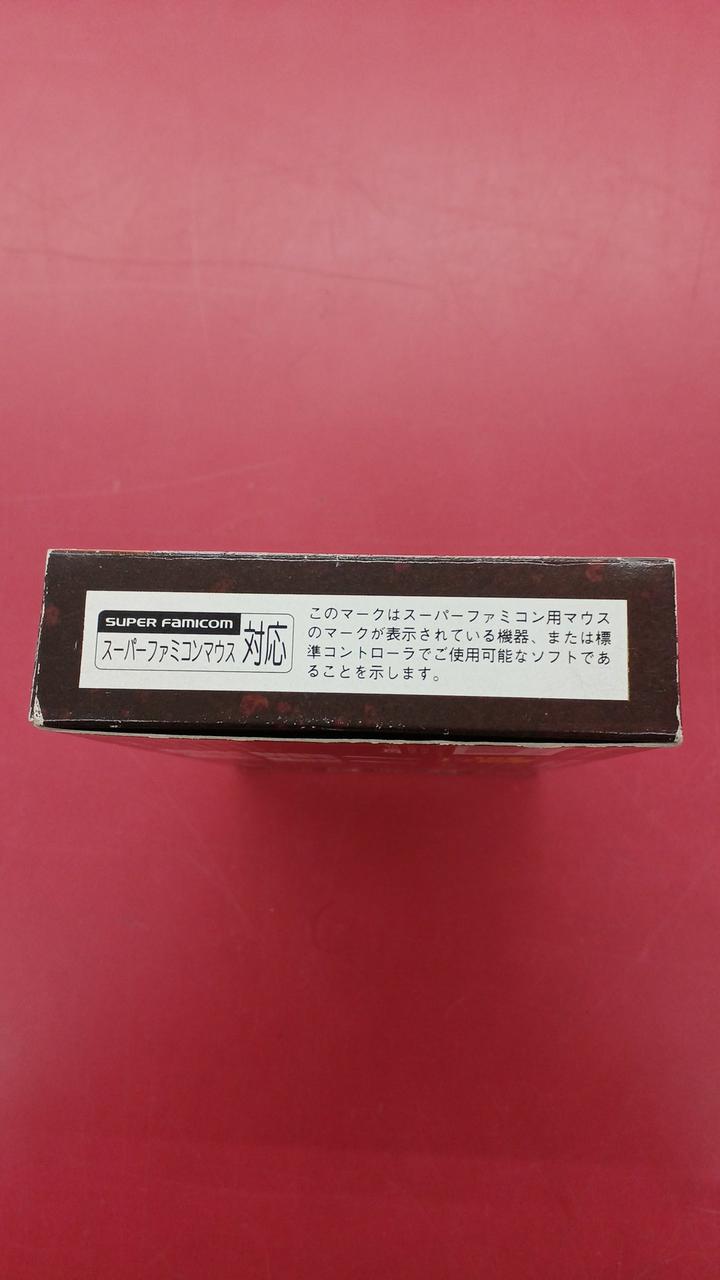 SUPER FAMICOM
スーパーファミコンマウス 対応
このマークはスーパーファミコン用マウス
のマークが表示されている機器、または標
準コントローラでご使用可能なソフトであ
ることを示します。